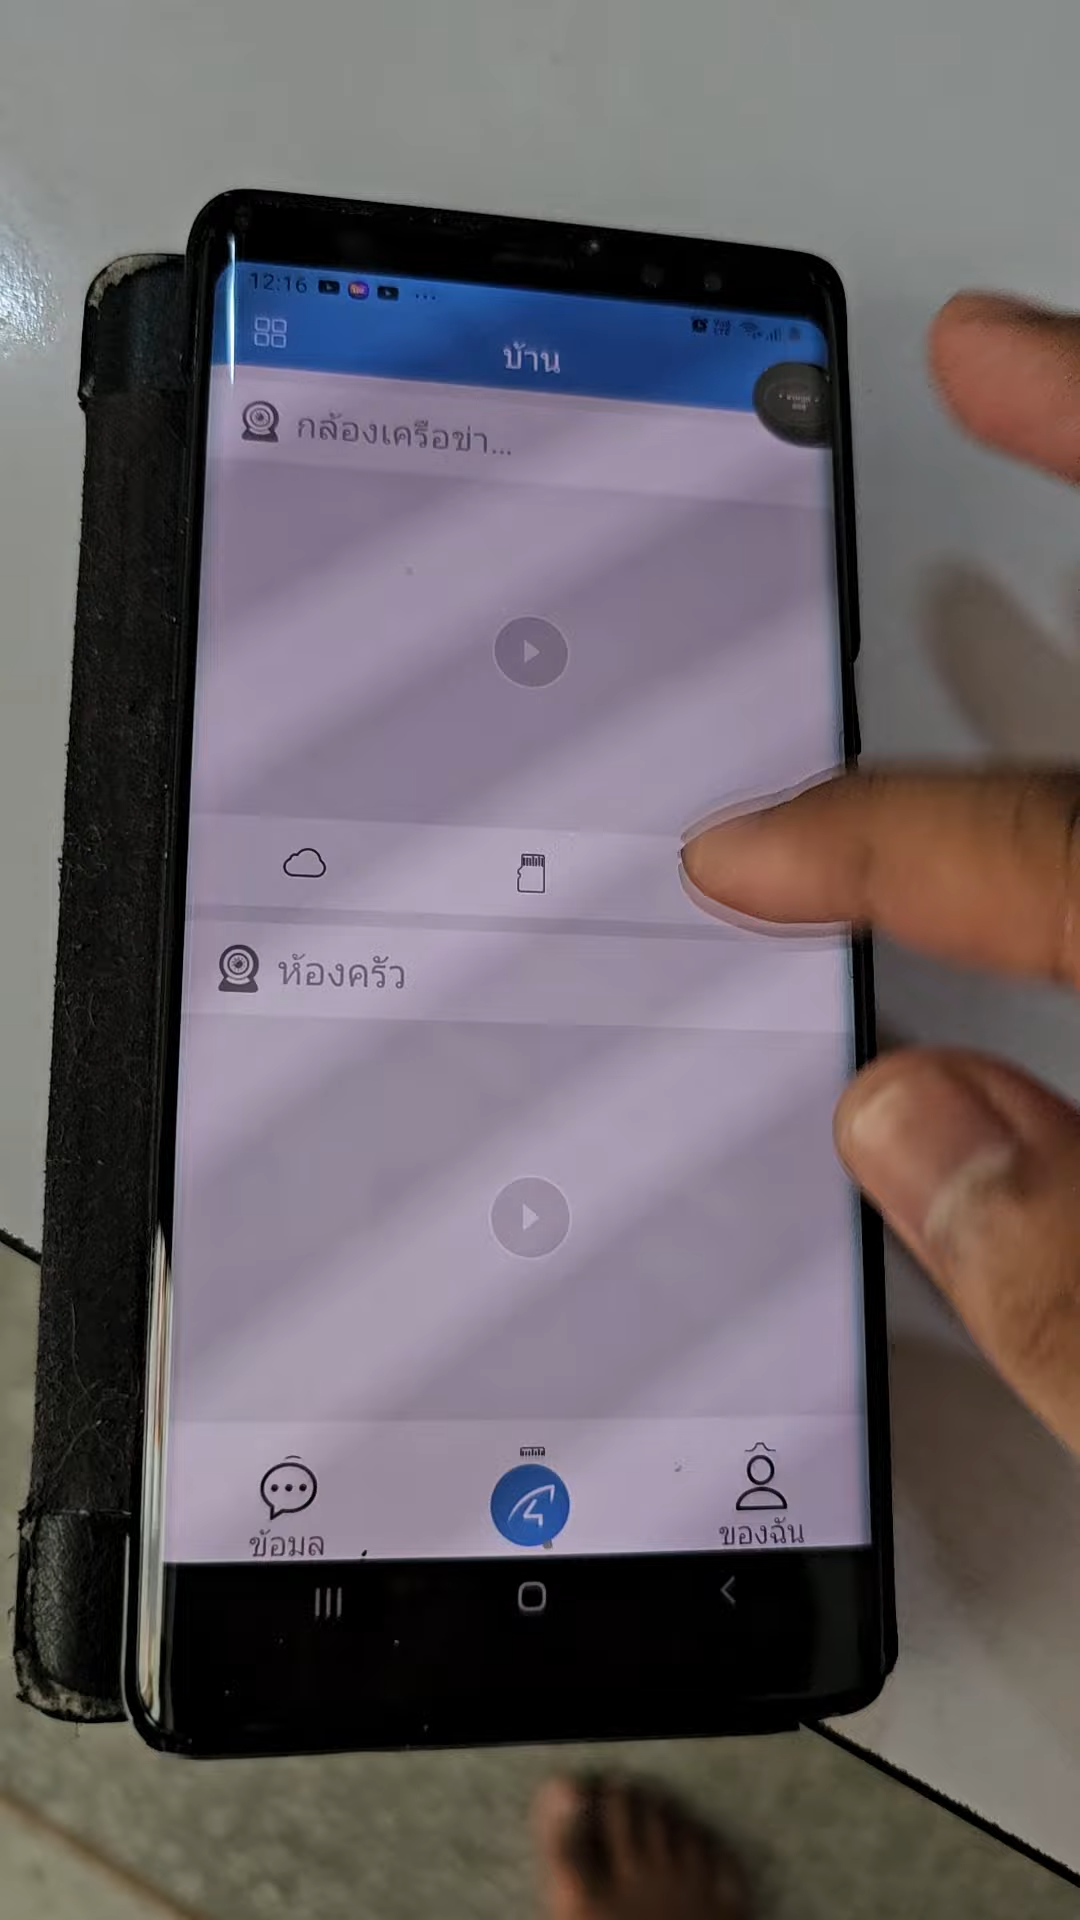 12:16
บ้าน
กล้องเครือข่า...
ห้องครัว
ข้อมูล
ของฉัน